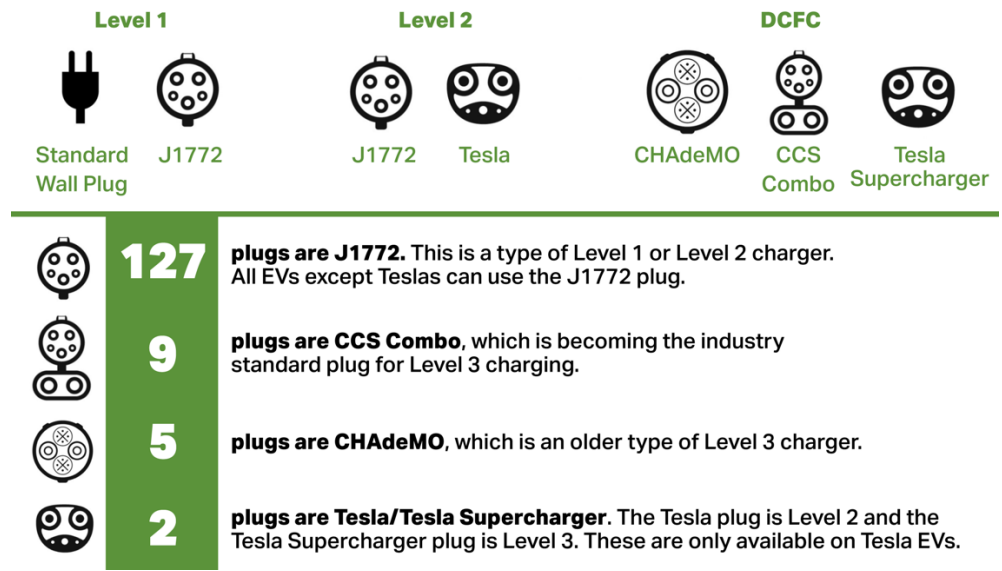 Level 1
Level 2
DCFC
Standard
Wall Plug
J1772
J1772
Tesla
CHAdeMO
CCS
Combo
Tesla
Supercharger
127
plugs are J1772. This is a type of Level 1 or Level 2 charger.
All EVs except Teslas can use the J1772 plug.
9
plugs are CCS Combo, which is becoming the industry
standard plug for Level 3 charging.
5
plugs are CHAdeMO, which is an older type of Level 3 charger.
2
plugs are Tesla/Tesla Supercharger. The Tesla plug is Level 2 and the
Tesla Supercharger plug is Level 3. These are only available on Tesla EVs.